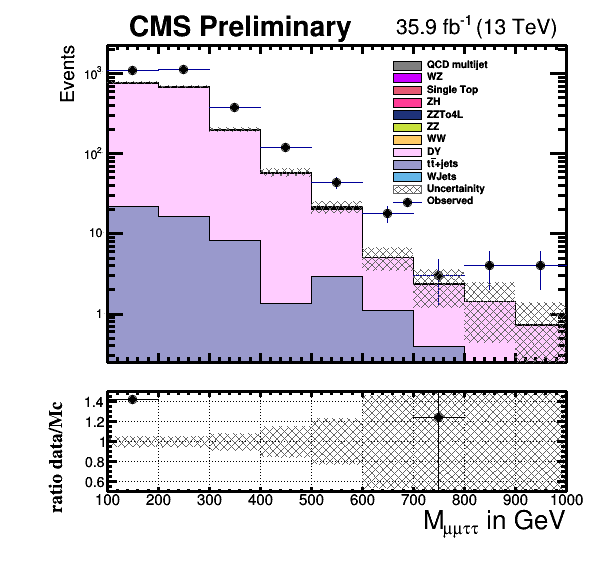 CMS Preliminary 35.9 fb⁻¹ (13 TeV)
Events
10³
10²
10
1
QCD multijet
WZ
Single Top
ZH
ZZTo4L
ZZ
WW
DY
tt̄+jets
WJets
Uncertainity
Observed
ratio data/Mc
1.4
1.2
1
0.8
0.6
100 200 300 400 500 600 700 800 900 1000
M_μμττ in GeV